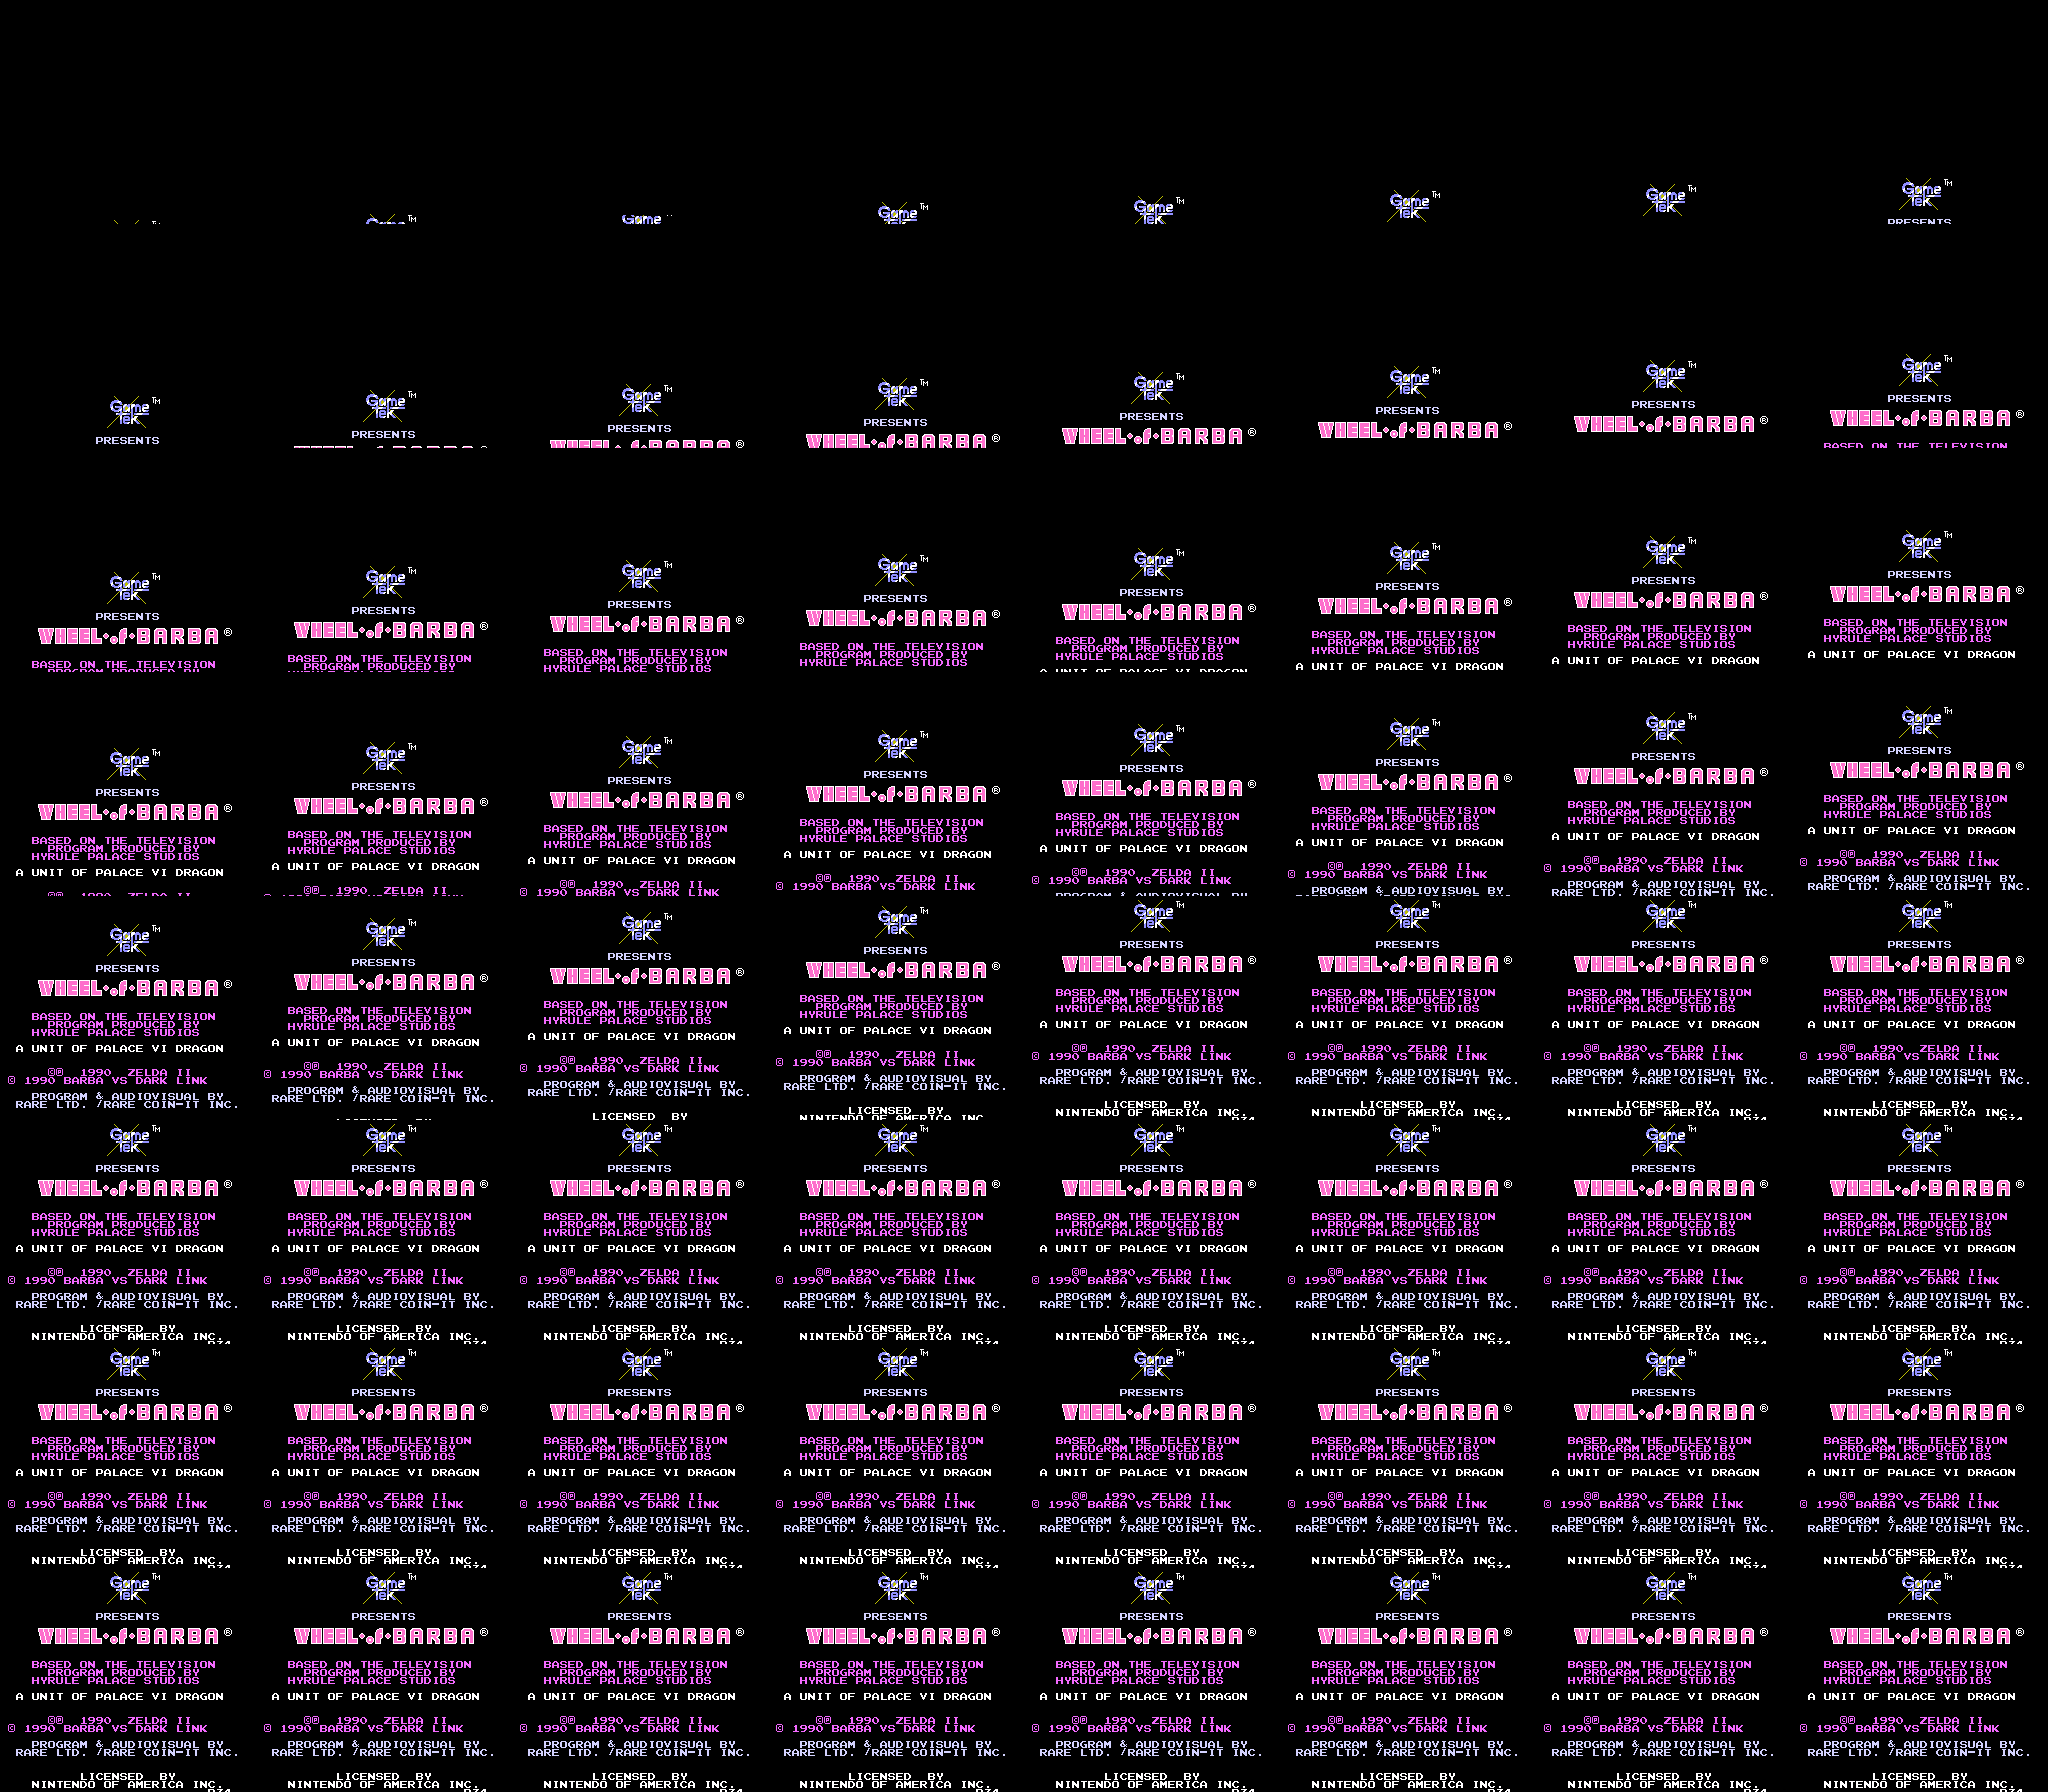 Game TM
Tek
PRESENTS
WHEEL·of·BARBA®
BASED ON THE TELEVISION
PROGRAM PRODUCED BY
HYRULE PALACE STUDIOS
A UNIT OF PALACE VI DRAGON
©℗ 1990 ZELDA II
© 1990 BARBA VS DARK LINK
PROGRAM & AUDIOVISUAL BY
RARE LTD. /RARE COIN-IT INC.
LICENSED BY
NINTENDO OF AMERICA INC.